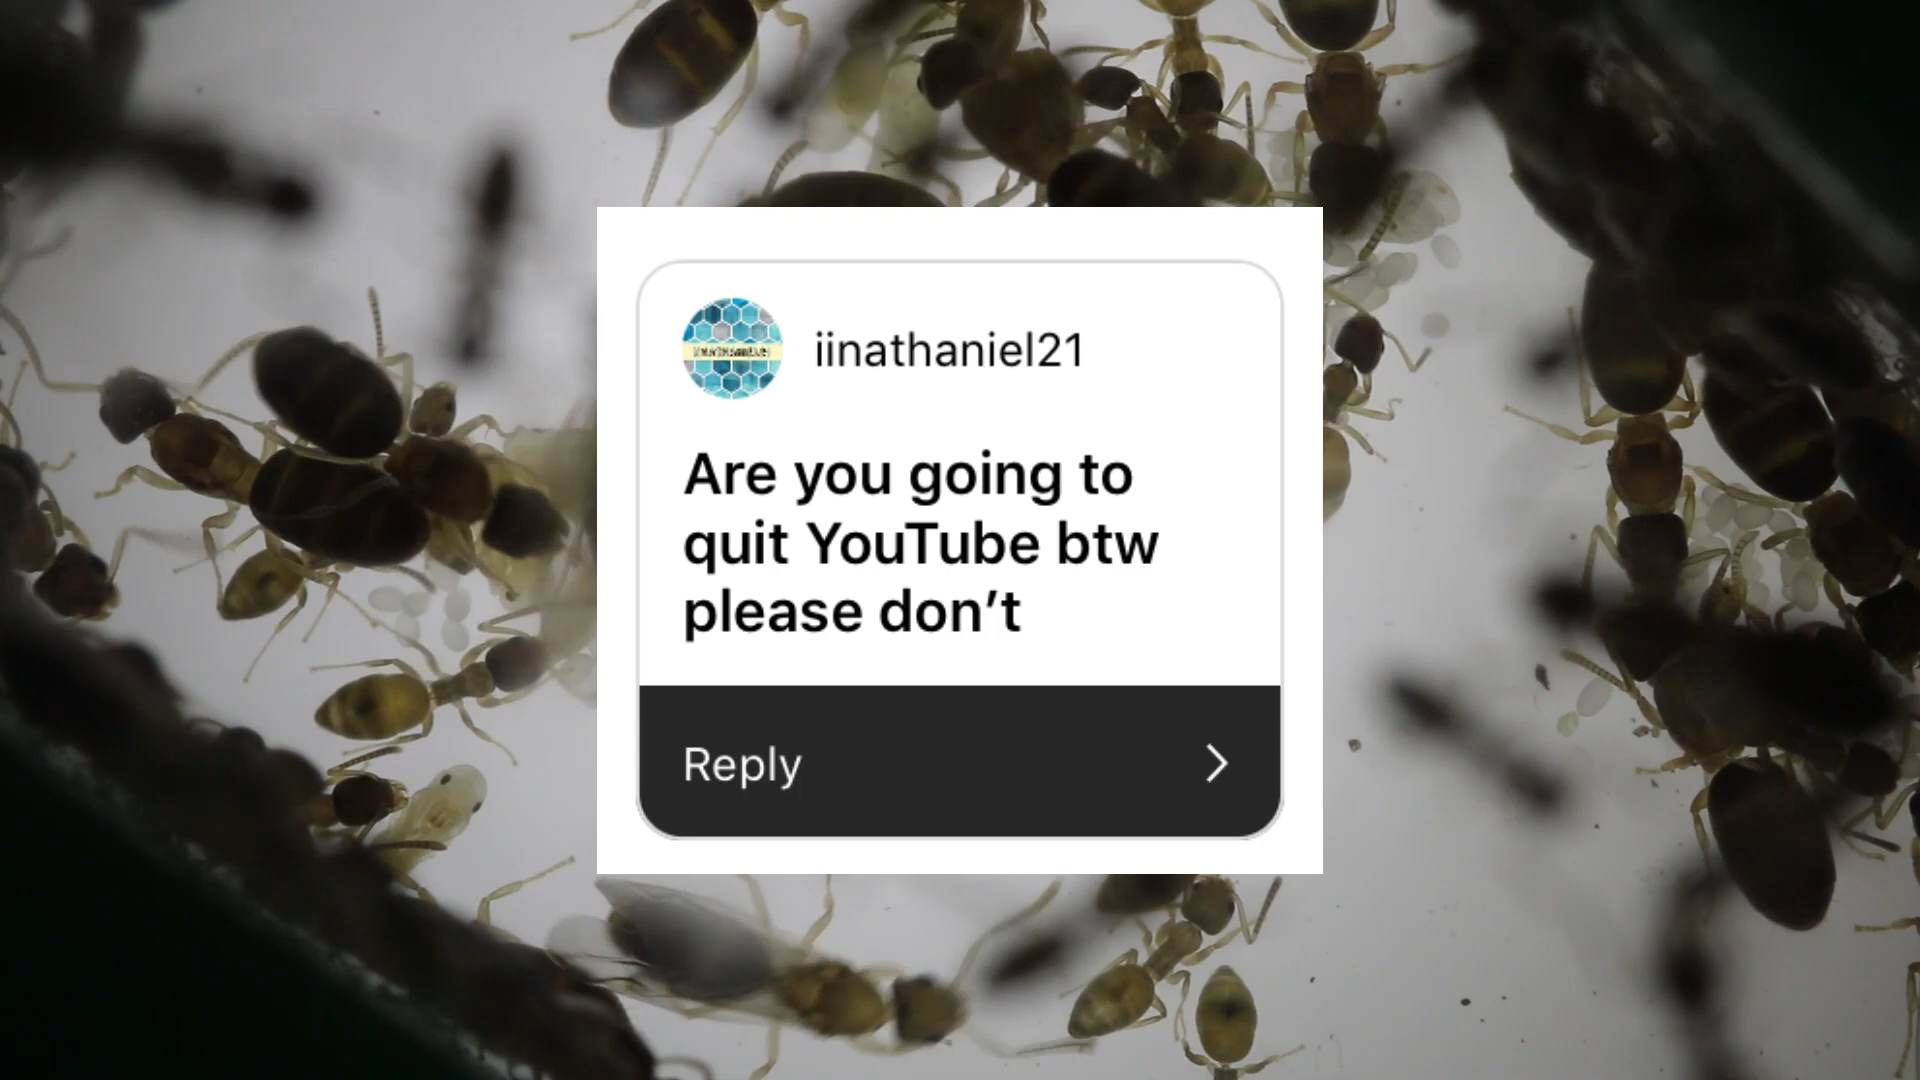 iinathaniel21
Are you going to
quit YouTube btw
please don’t
Reply